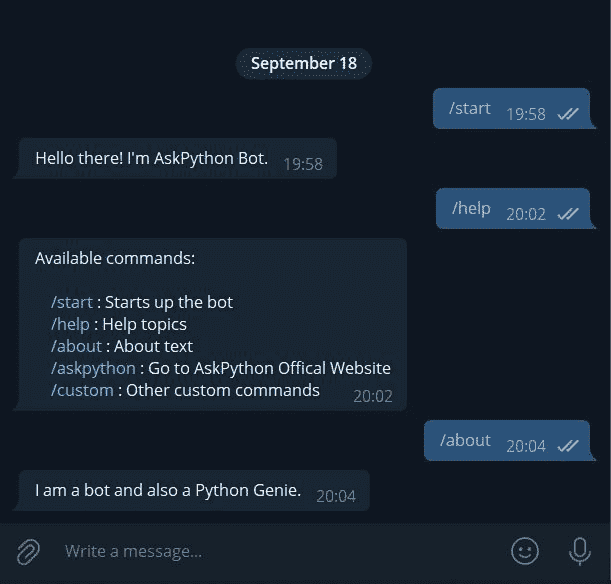 September 18
/start 19:58
Hello there! I'm AskPython Bot. 19:58
/help 20:02
Available commands:
/start : Starts up the bot
/help : Help topics
/about : About text
/askpython : Go to AskPython Offical Website
/custom : Other custom commands 20:02
/about 20:04
I am a bot and also a Python Genie. 20:04
Write a message...